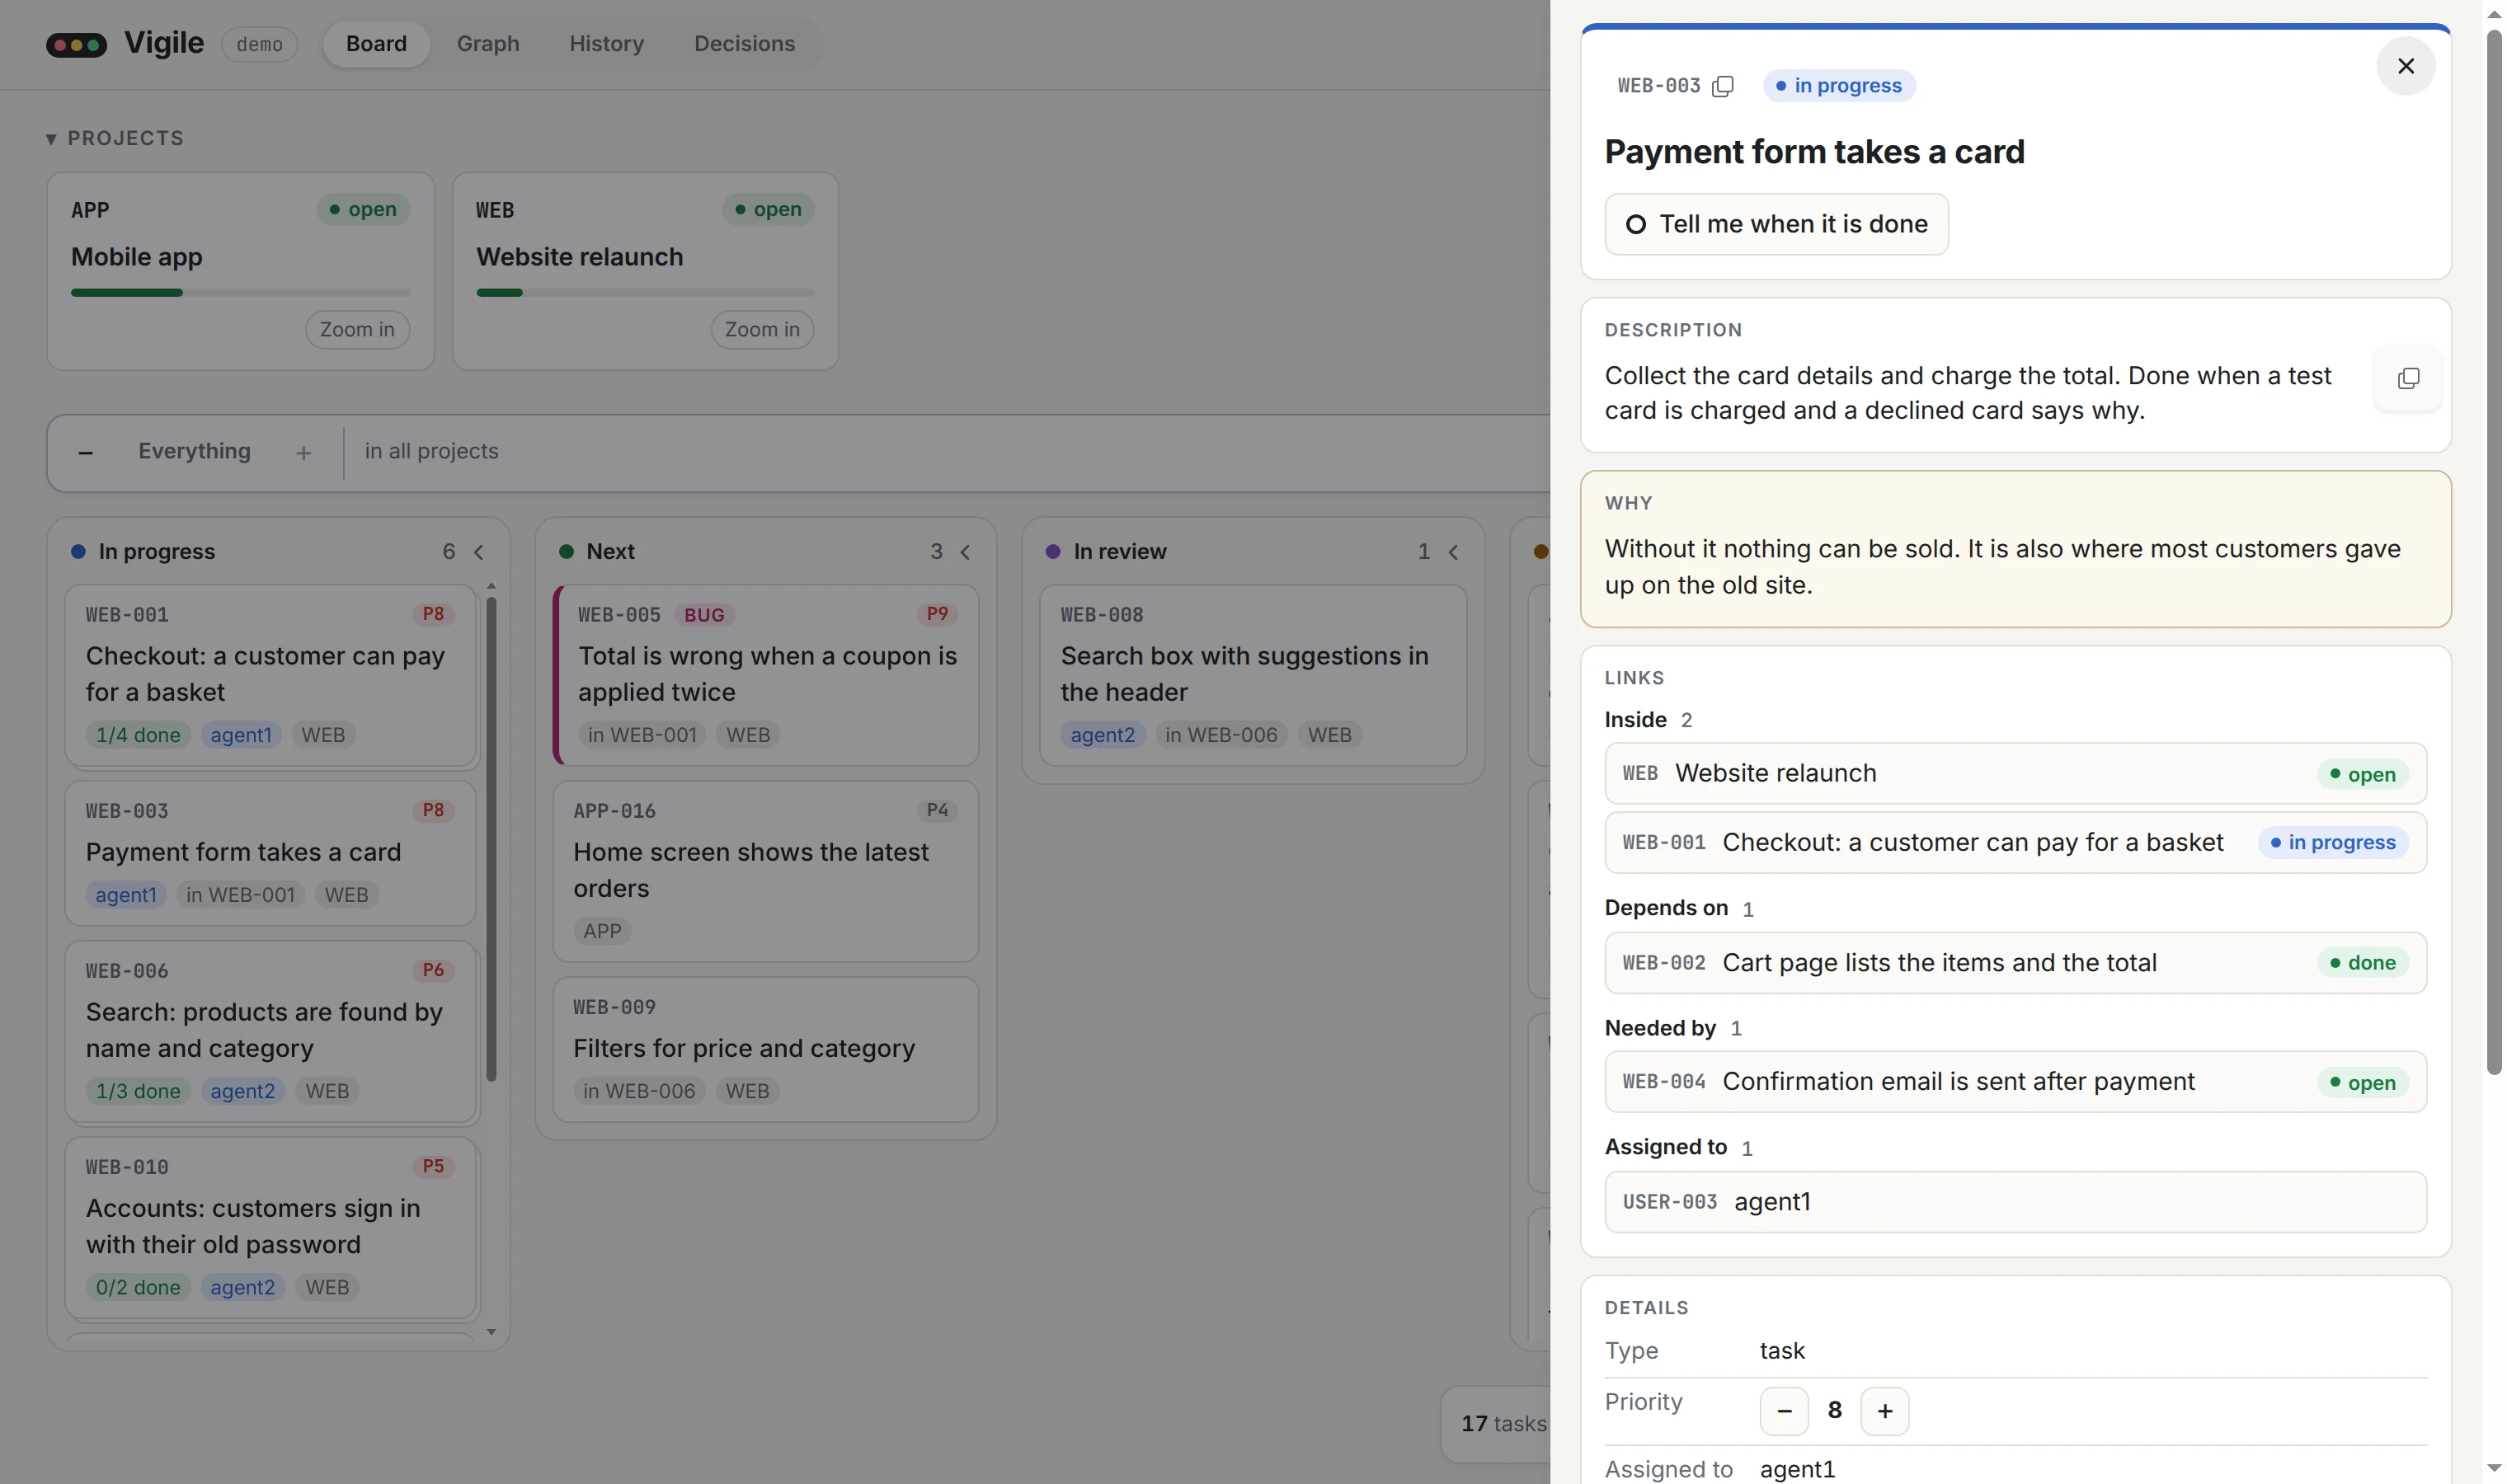 Vigile
demo
Board
Graph
History
Decisions
▼ PROJECTS
APP
open
Mobile app
Zoom in
WEB
open
Website relaunch
Zoom in
− Everything + in all projects
In progress 6
WEB-001 P8
Checkout: a customer can pay
for a basket
1/4 done agent1 WEB
WEB-003 P8
Payment form takes a card
agent1 in WEB-001 WEB
WEB-006 P6
Search: products are found by
name and category
1/3 done agent2 WEB
WEB-010 P5
Accounts: customers sign in
with their old password
0/2 done agent2 WEB
Next 3
WEB-005 BUG P9
Total is wrong when a coupon is
applied twice
in WEB-001 WEB
APP-016 P4
Home screen shows the latest
orders
APP
WEB-009
Filters for price and category
in WEB-006 WEB
In review 1
WEB-008
Search box with suggestions in
the header
agent2 in WEB-006 WEB
17 tasks
WEB-003 in progress
Payment form takes a card
Tell me when it is done
DESCRIPTION
Collect the card details and charge the total. Done when a test
card is charged and a declined card says why.
WHY
Without it nothing can be sold. It is also where most customers gave
up on the old site.
LINKS
Inside 2
WEB Website relaunch open
WEB-001 Checkout: a customer can pay for a basket in progress
Depends on 1
WEB-002 Cart page lists the items and the total done
Needed by 1
WEB-004 Confirmation email is sent after payment open
Assigned to 1
USER-003 agent1
DETAILS
Type task
Priority − 8 +
Assigned to agent1